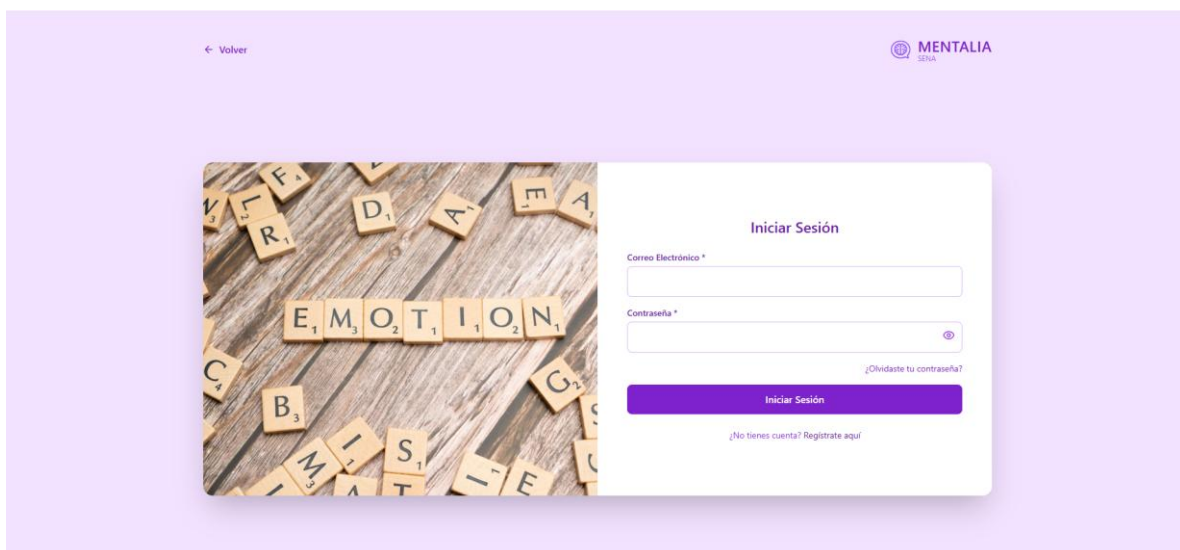 ← Volver
MENTALIA
SENA
EMOTION
Iniciar Sesión
Correo Electrónico *
Contraseña *
¿Olvidaste tu contraseña?
Iniciar Sesión
¿No tienes cuenta? Regístrate aquí